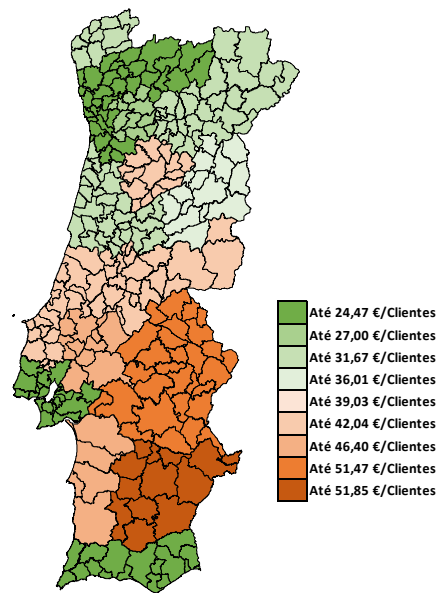 Até 24,47 €/Clientes
Até 27,00 €/Clientes
Até 31,67 €/Clientes
Até 36,01 €/Clientes
Até 39,03 €/Clientes
Até 42,04 €/Clientes
Até 46,40 €/Clientes
Até 51,47 €/Clientes
Até 51,85 €/Clientes